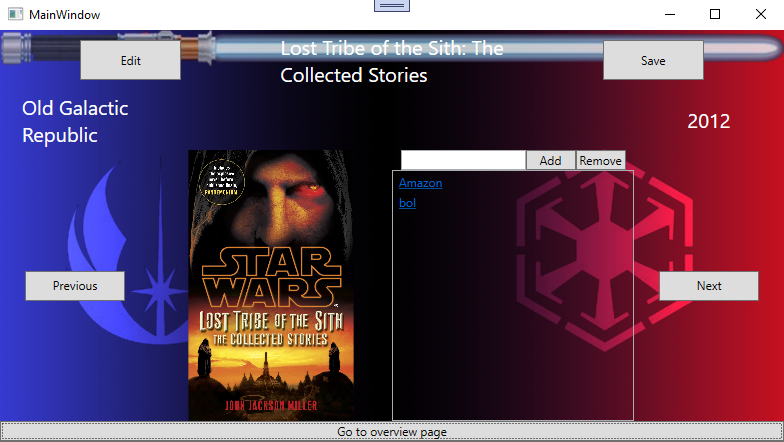 MainWindow
Edit
Lost Tribe of the Sith: The
Collected Stories
Save
Old Galactic
Republic
2012
Add
Remove
Amazon
bol
Previous
Next
STAR
WARS
LOST TRIBE OF THE SITH
THE COLLECTED STORIES
JOHN JACKSON MILLER
Go to overview page